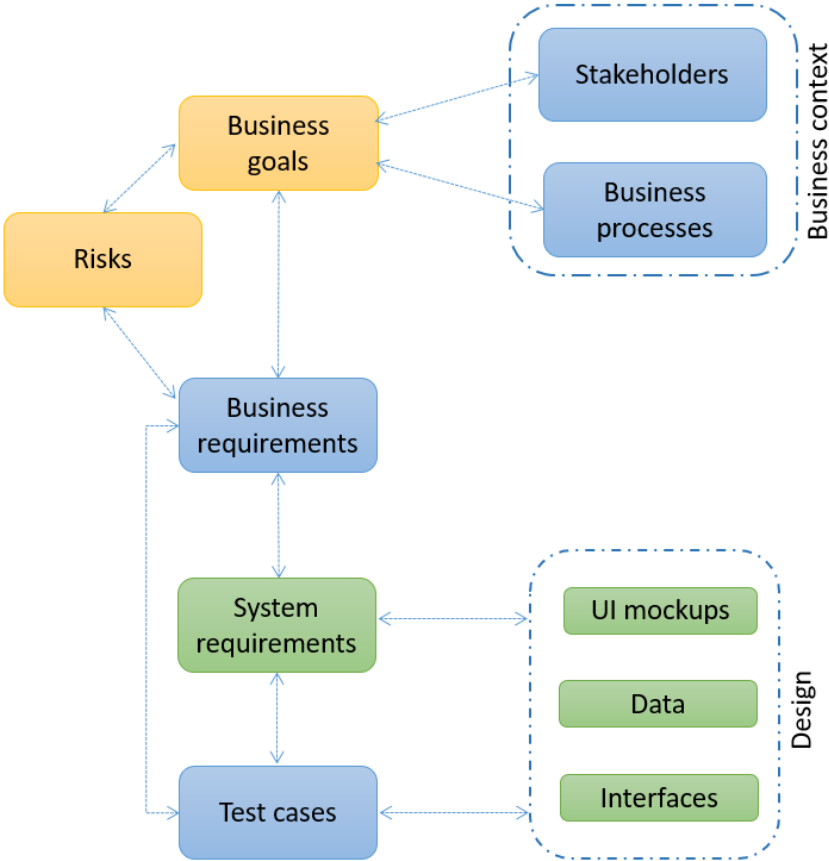 Stakeholders
Business
goals
Business
processes
Business context
Risks
Business
requirements
System
requirements
UI mockups
Data
Design
Interfaces
Test cases